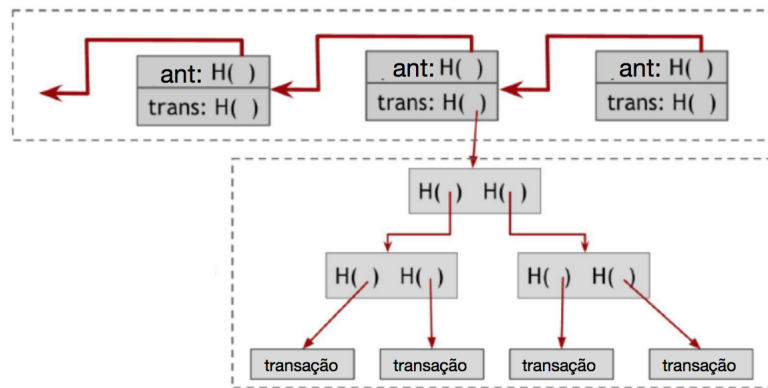 ant: H( ) ant: H( ) ant: H( )
trans: H( ) trans: H( ) trans: H( )
H( ) H( )
H( ) H( ) H( ) H( )
transação transação transação transação